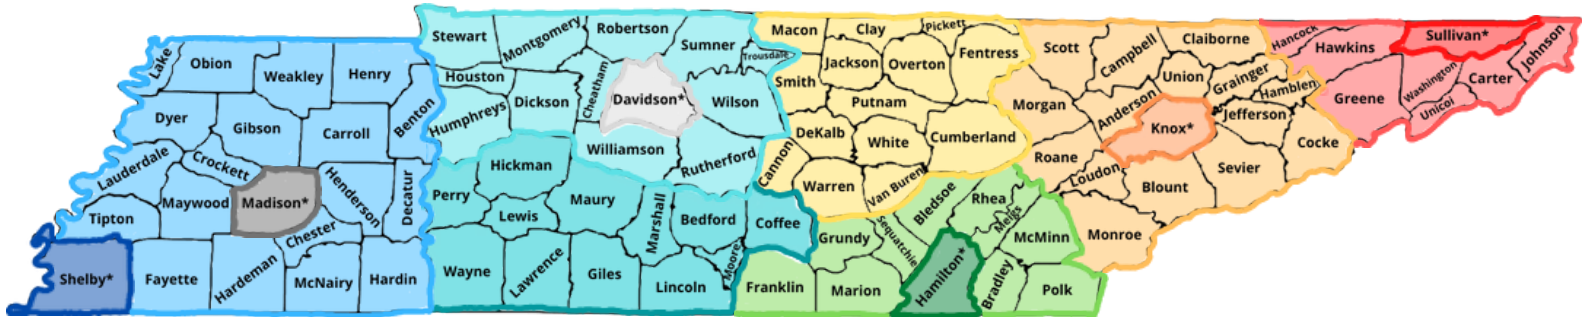 Lake
Obion
Weakley
Henry
Benton
Dyer
Gibson
Carroll
Lauderdale
Crockett
Maywood
Madison*
Henderson
Decatur
Tipton
Chester
Shelby*
Fayette
Hardeman
McNairy
Hardin
Stewart
Montgomery
Robertson
Sumner
Trousdale
Houston
Humphreys
Dickson
Cheatham
Davidson*
Wilson
Williamson
Rutherford
Hickman
Perry
Lewis
Maury
Marshall
Bedford
Coffee
Wayne
Lawrence
Giles
Lincoln
Moore
Macon
Clay
Pickett
Jackson
Overton
Fentress
Smith
Putnam
DeKalb
White
Cumberland
Cannon
Warren
Van Buren
Bledsoe
Rhea
Meigs
McMinn
Grundy
Sequatchie
Franklin
Marion
Hamilton*
Bradley
Polk
Scott
Campbell
Claiborne
Union
Grainger
Hamblen
Morgan
Anderson
Knox*
Jefferson
Cocke
Roane
Loudon
Blount
Sevier
Monroe
Hancock
Hawkins
Sullivan*
Johnson
Greene
Washington
Carter
Unicoi